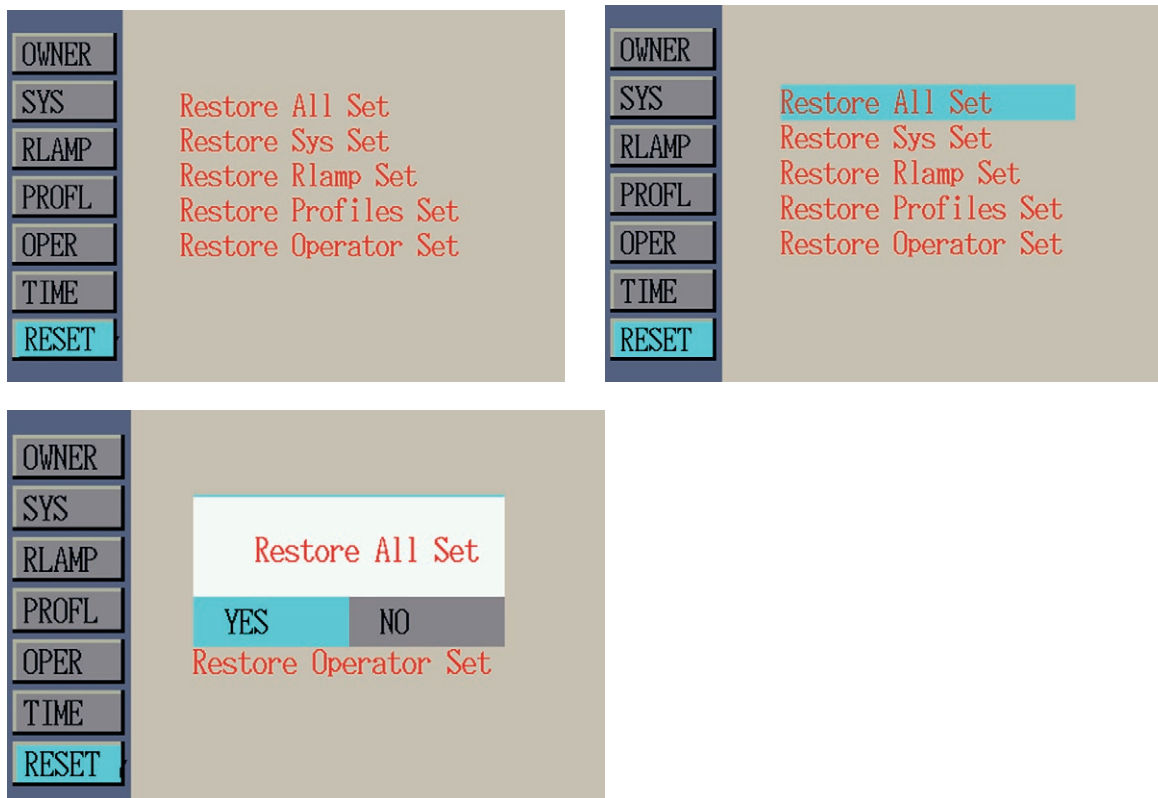 OWNER
SYS
RLAMP
PROFL
OPER
TIME
RESET
Restore All Set
Restore Sys Set
Restore Rlamp Set
Restore Profiles Set
Restore Operator Set
OWNER
SYS
RLAMP
PROFL
OPER
TIME
RESET
Restore All Set
Restore Sys Set
Restore Rlamp Set
Restore Profiles Set
Restore Operator Set
OWNER
SYS
RLAMP
PROFL
OPER
TIME
RESET
Restore All Set
YES NO
Restore Operator Set